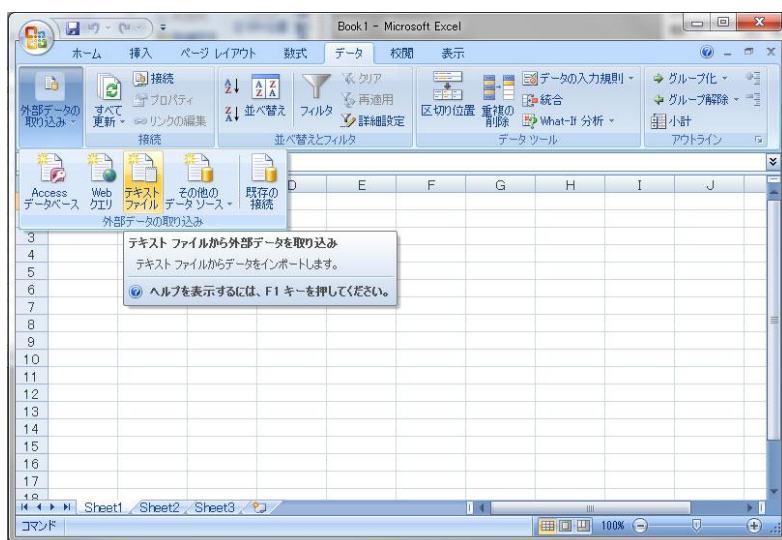 Book1 - Microsoft Excel
ホーム 挿入 ページ レイアウト 数式 データ 校閲 表示
外部データの取り込み
すべて更新
接続
プロパティ
リンクの編集
接続
並べ替え
フィルタ
クリア
再適用
詳細設定
並べ替えとフィルタ
区切り位置
重複の削除
データの入力規則
統合
What-If 分析
データ ツール
グループ化
グループ解除
小計
アウトライン
Access データベース
Web クエリ
テキスト ファイル
その他の データ ソース
既存の接続
外部データの取り込み
D E F G H I J
テキスト ファイルから外部データを取り込み
テキスト ファイルからデータをインポートします。
ヘルプを表示するには、F1 キーを押してください。
3
4
5
6
7
8
9
10
11
12
13
14
15
16
17
18
Sheet1 Sheet2 Sheet3
コマンド 100%